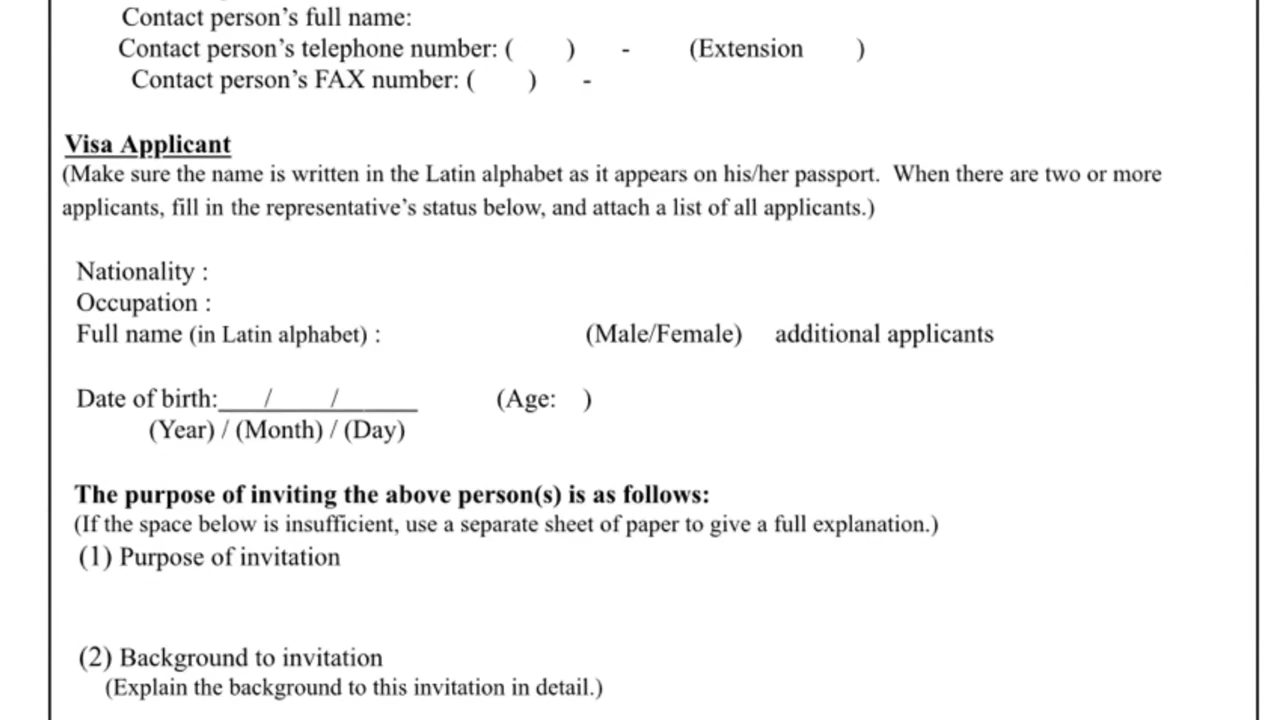 Contact person’s full name:
Contact person’s telephone number: (        )       -         (Extension        )
Contact person’s FAX number: (        )       -
Visa Applicant
(Make sure the name is written in the Latin alphabet as it appears on his/her passport.  When there are two or more
applicants, fill in the representative’s status below, and attach a list of all applicants.)
Nationality :
Occupation :
Full name (in Latin alphabet) :                              (Male/Female)     additional applicants
Date of birth:____/_____/______            (Age:    )
(Year) / (Month) / (Day)
The purpose of inviting the above person(s) is as follows:
(If the space below is insufficient, use a separate sheet of paper to give a full explanation.)
(1) Purpose of invitation
(2) Background to invitation
(Explain the background to this invitation in detail.)